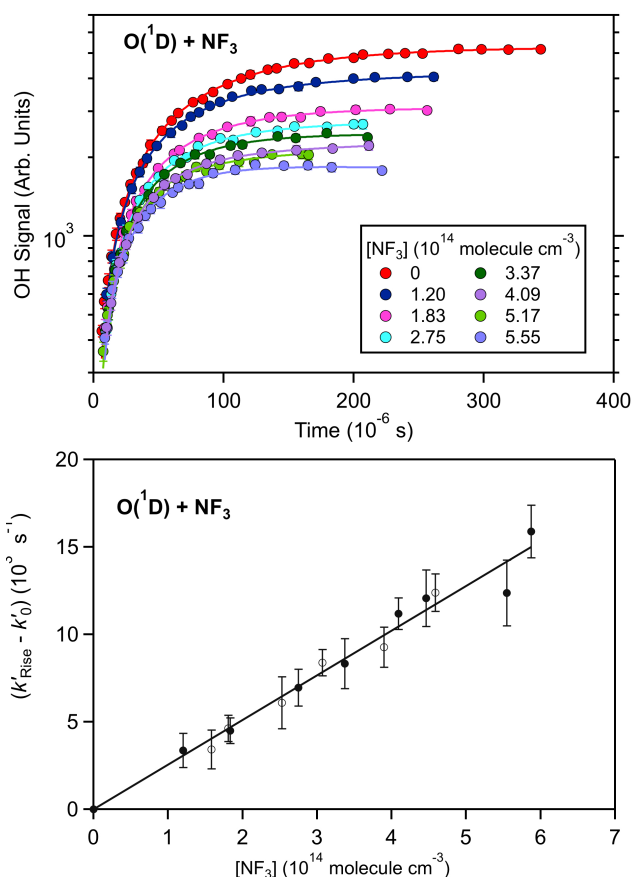 O(¹D) + NF₃
OH Signal (Arb. Units)
10³
[NF₃] (10¹⁴ molecule cm⁻³)
0 3.37
1.20 4.09
1.83 5.17
2.75 5.55
0 100 200 300 400
Time (10⁻⁶ s)
20
O(¹D) + NF₃
15
(k′Rise - k′₀) (10³ s⁻¹)
10
5
0
0 1 2 3 4 5 6 7
[NF₃] (10¹⁴ molecule cm⁻³)